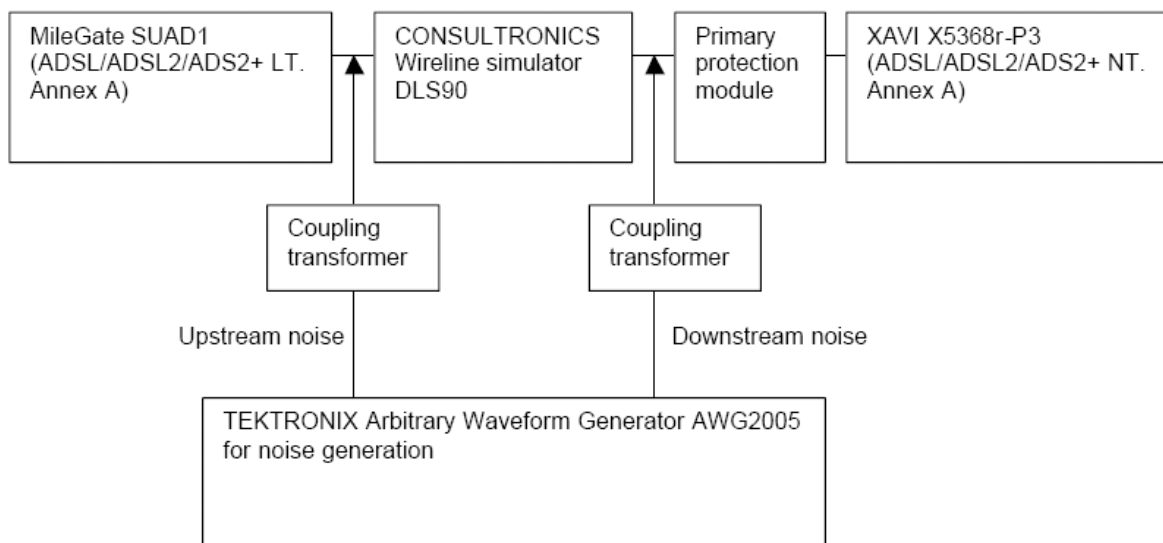 MileGate SUAD1
(ADSL/ADSL2/ADS2+ LT.
Annex A)
CONSULTRONICS
Wireline simulator
DLS90
Primary
protection
module
XAVI X5368r-P3
(ADSL/ADSL2/ADS2+ NT.
Annex A)
Coupling
transformer
Coupling
transformer
Upstream noise
Downstream noise
TEKTRONIX Arbitrary Waveform Generator AWG2005
for noise generation